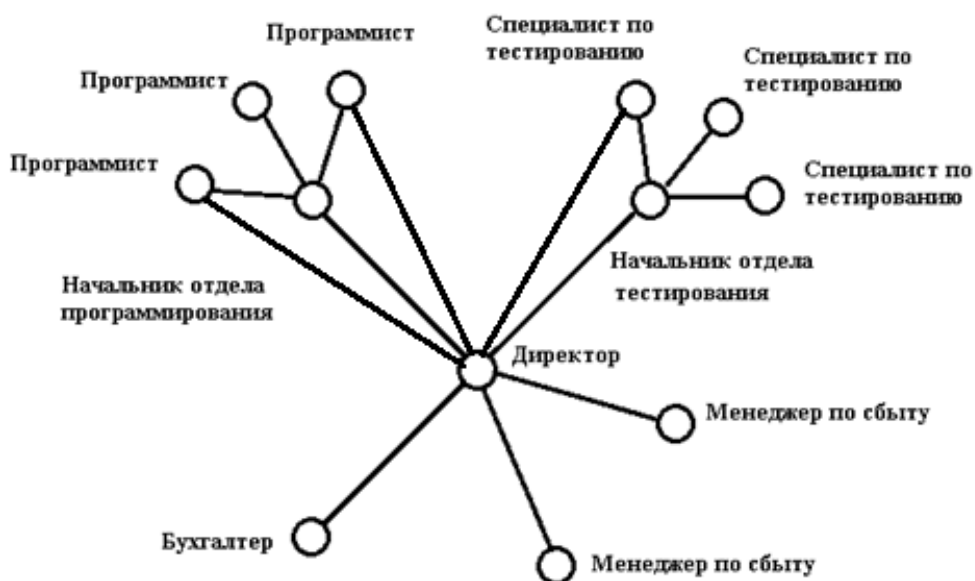 Программист
Специалист по
тестированию
Программист
Специалист по
тестированию
Программист
Специалист по
тестированию
Начальник отдела
программирования
Начальник отдела
тестирования
Директор
Менеджер по сбыту
Бухгалтер
Менеджер по сбыту